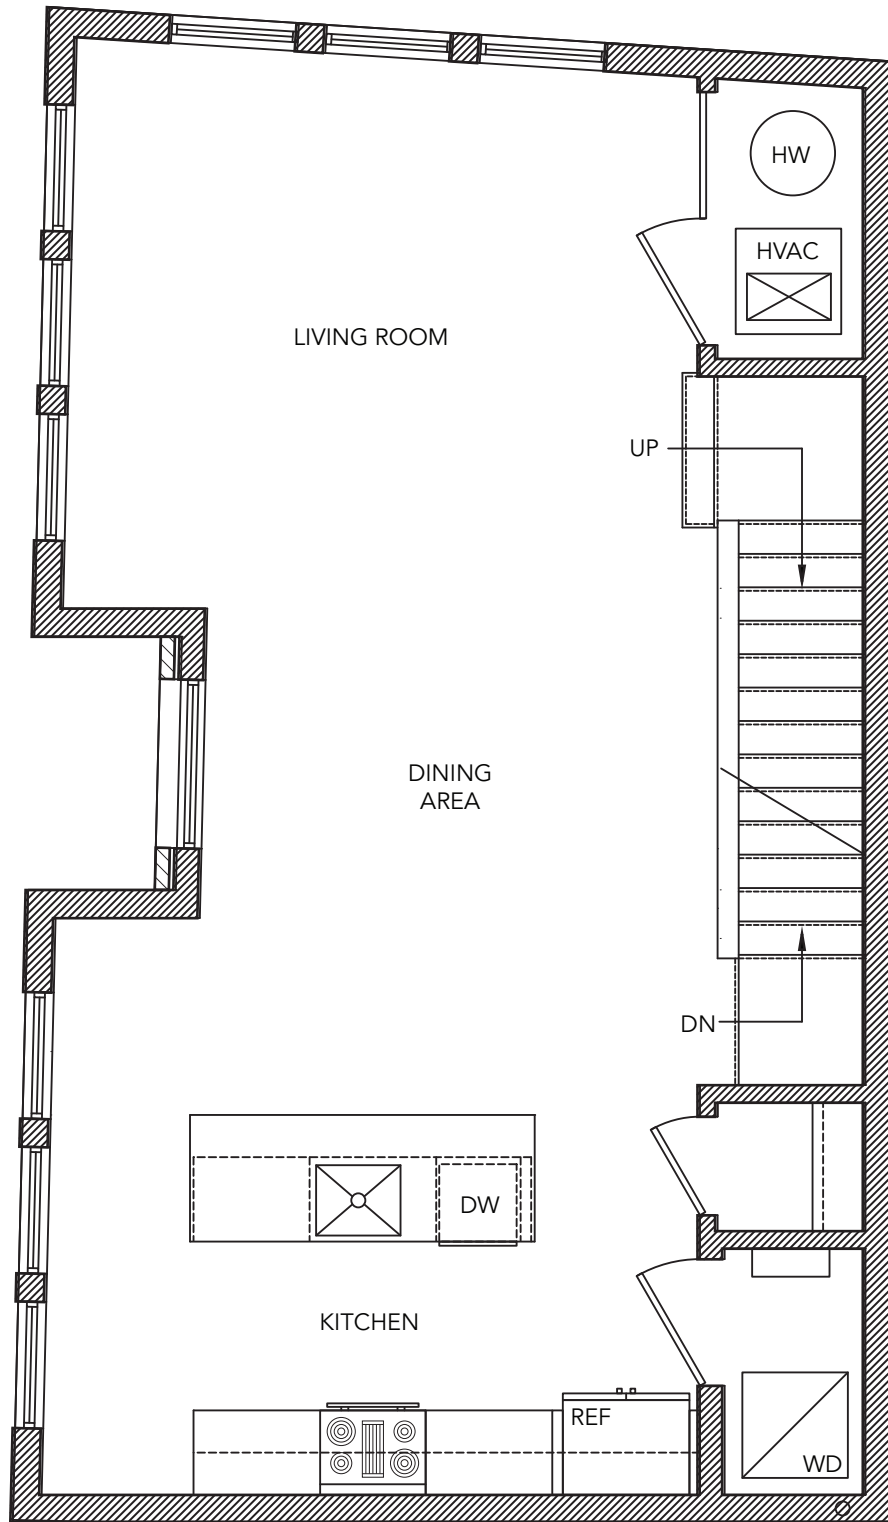 HW
HVAC
LIVING ROOM
UP
DINING
AREA
DN
DW
KITCHEN
REF
WD